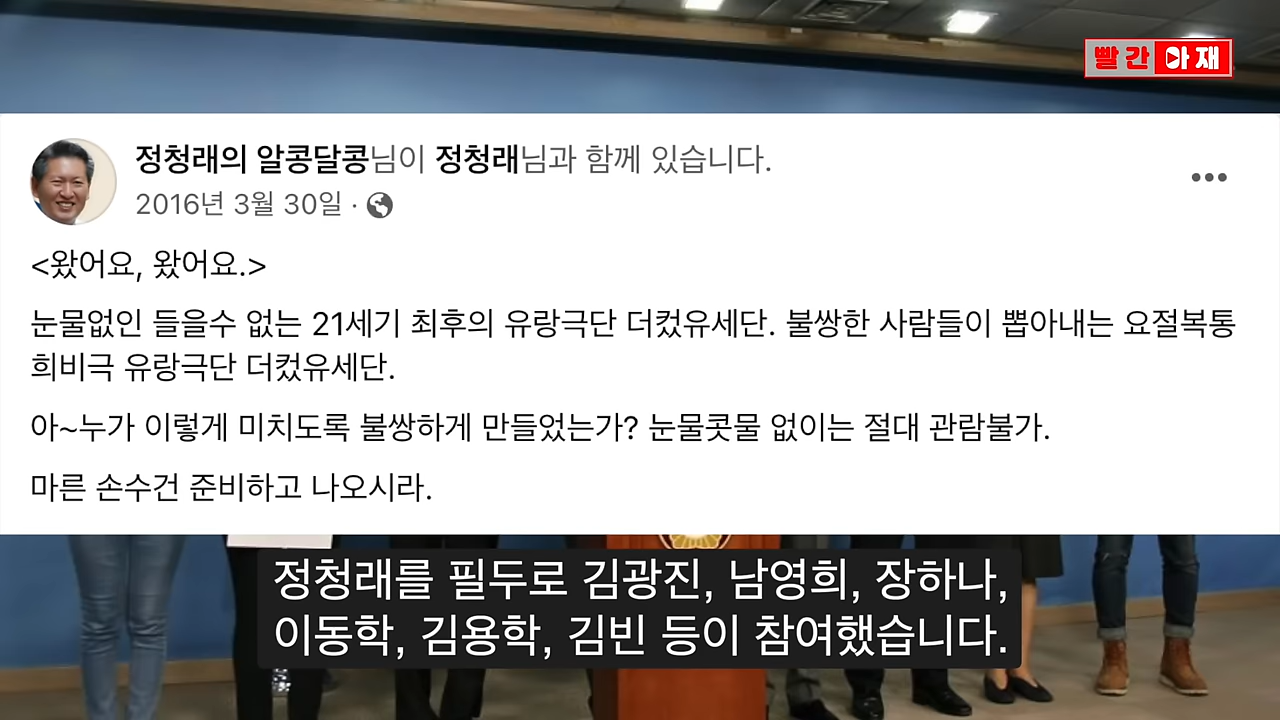 빨간아재
정청래의 알콩달콩님이 정청래님과 함께 있습니다.
2016년 3월 30일 ·
<왔어요, 왔어요.>
눈물없인 들을수 없는 21세기 최후의 유랑극단 더컸유세단. 불쌍한 사람들이 뽑아내는 요절복통
희비극 유랑극단 더컸유세단.
아~누가 이렇게 미치도록 불쌍하게 만들었는가? 눈물콧물 없이는 절대 관람불가.
마른 손수건 준비하고 나오시라.
정청래를 필두로 김광진, 남영희, 장하나,
이동학, 김용학, 김빈 등이 참여했습니다.